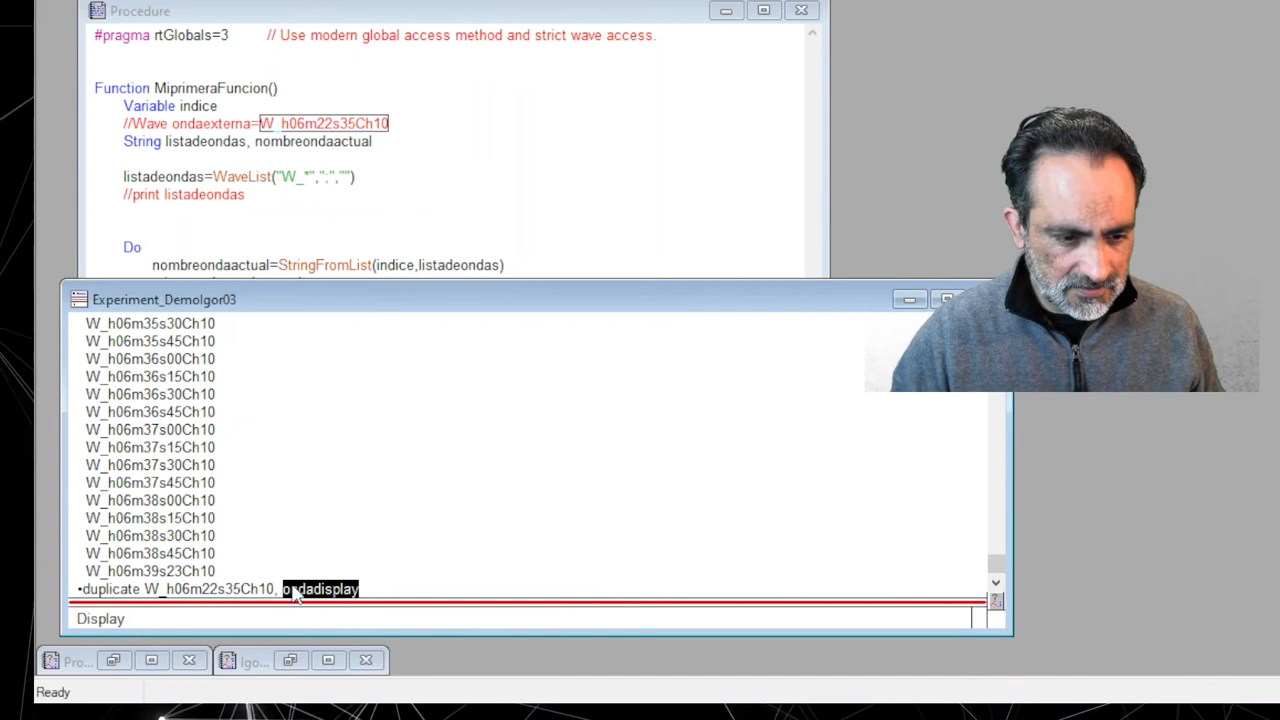 Procedure
#pragma rtGlobals=3 // Use modern global access method and strict wave access.
Function MiprimeraFuncion()
Variable indice
//Wave ondaexterna=W_h06m22s35Ch10
String listadeondas, nombreondaactual
listadeondas=WaveList("W_*",";","")
//print listadeondas
Do
nombreondaactual=StringFromList(indice,listadeondas)
Experiment_DemoIgor03
W_h06m35s30Ch10
W_h06m35s45Ch10
W_h06m36s00Ch10
W_h06m36s15Ch10
W_h06m36s30Ch10
W_h06m36s45Ch10
W_h06m37s00Ch10
W_h06m37s15Ch10
W_h06m37s30Ch10
W_h06m37s45Ch10
W_h06m38s00Ch10
W_h06m38s15Ch10
W_h06m38s30Ch10
W_h06m38s45Ch10
W_h06m39s23Ch10
•duplicate W_h06m22s35Ch10, ondadisplay
Display
Pro... Igo...
Ready